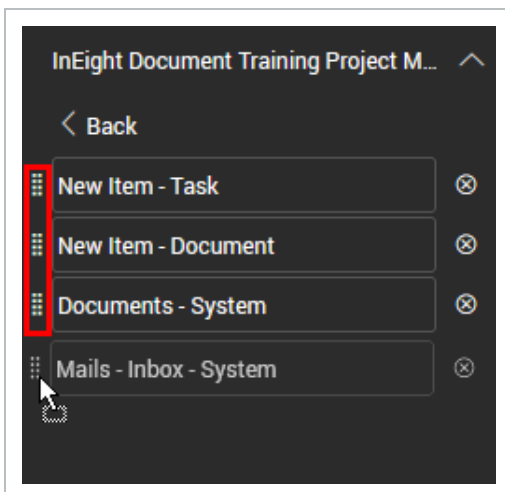 InEight Document Training Project M...
Back
New Item - Task
New Item - Document
Documents - System
Mails - Inbox - System